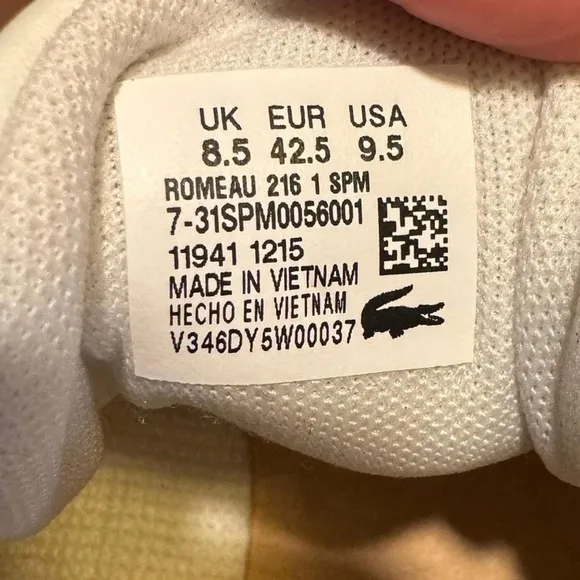 UK EUR USA
8.5 42.5 9.5
ROMEAU 216 1 SPM
7-31SPM0056001
11941 1215
MADE IN VIETNAM
HECHO EN VIETNAM
V346DY5W00037